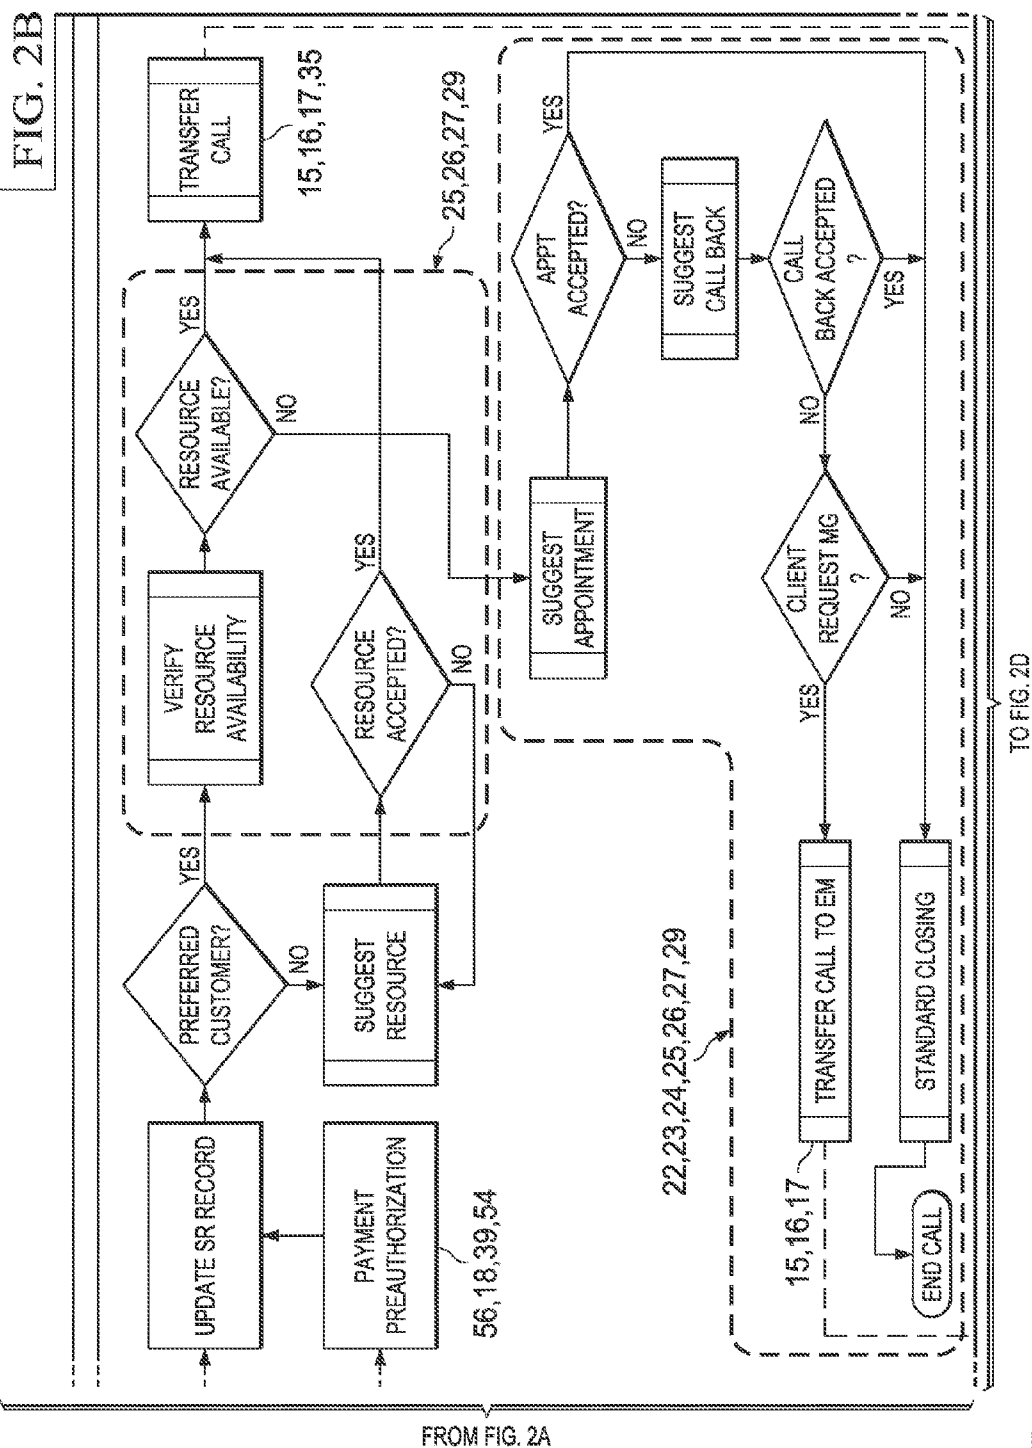 FIG. 2B
FROM FIG. 2A
UPDATE SR RECORD
PAYMENT
PREAUTHORIZATION
56,18,39,54
PREFERRED
CUSTOMER?
YES
NO
SUGGEST
RESOURCE
VERIFY
RESOURCE
AVAILABILITY
RESOURCE
AVAILABLE?
YES
NO
RESOURCE
ACCEPTED?
YES
NO
25,26,27,29
TRANSFER
CALL
15,16,17,35
SUGGEST
APPOINTMENT
APPT
ACCEPTED?
YES
NO
SUGGEST
CALL BACK
CALL
BACK ACCEPTED
?
YES
NO
CLIENT
REQUEST MG
?
YES
NO
22,23,24,25,26,27,29
TRANSFER CALL TO EM
15,16,17
STANDARD CLOSING
END CALL
TO FIG. 2D